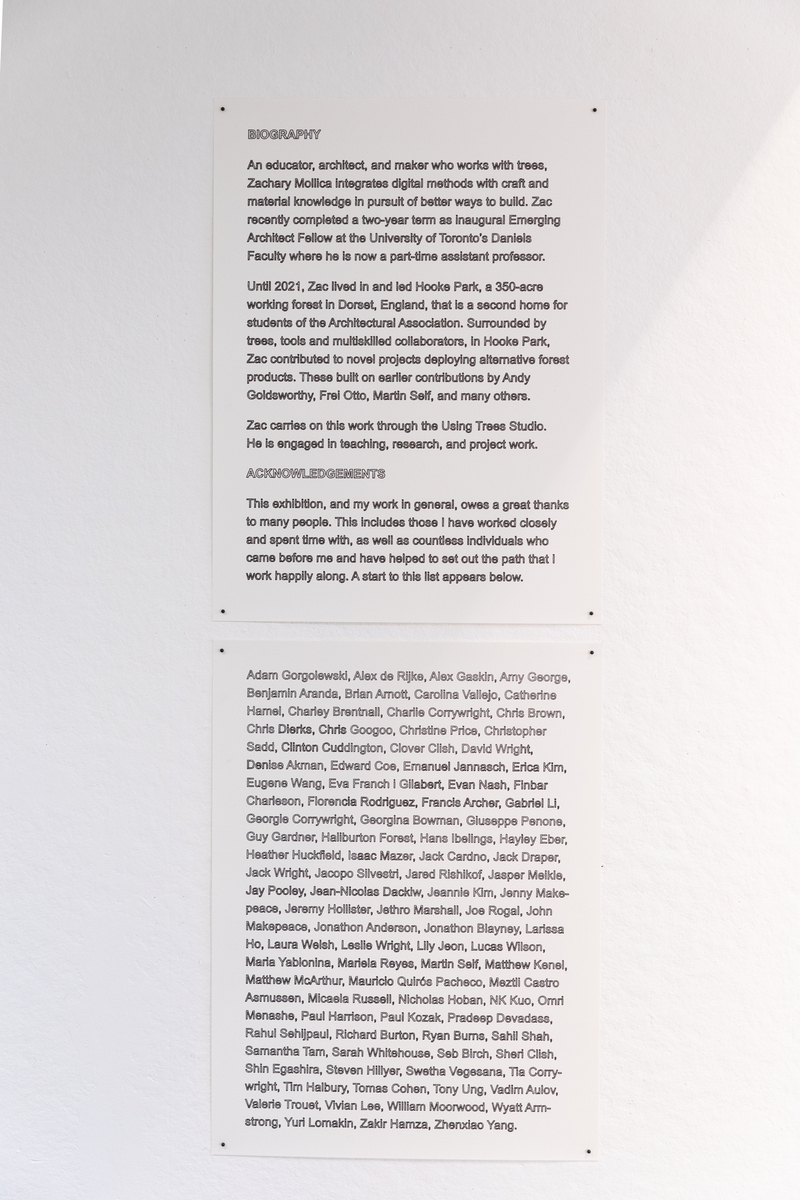 BIOGRAPHY
An educator, architect, and maker who works with trees,
Zachary Mollica integrates digital methods with craft and
material knowledge in pursuit of better ways to build. Zac
recently completed a two-year term as inaugural Emerging
Architect Fellow at the University of Toronto's Daniels
Faculty where he is now a part-time assistant professor.
Until 2021, Zac lived in and led Hooke Park, a 350-acre
working forest in Dorset, England, that is a second home for
students of the Architectural Association. Surrounded by
trees, tools and multiskilled collaborators, in Hooke Park,
Zac contributed to novel projects deploying alternative forest
products. These built on earlier contributions by Andy
Goldsworthy, Frei Otto, Martin Self, and many others.
Zac carries on this work through the Using Trees Studio.
He is engaged in teaching, research, and project work.
ACKNOWLEDGEMENTS
This exhibition, and my work in general, owes a great thanks
to many people. This includes those I have worked closely
and spent time with, as well as countless individuals who
came before me and have helped to set out the path that I
work happily along. A start to this list appears below.
Adam Gorgolewski, Alex de Rijke, Alex Gaskin, Amy George,
Benjamin Aranda, Brian Arnott, Carolina Vallejo, Catherine
Hamel, Charley Brentnall, Charlie Corrywright, Chris Brown,
Chris Dierks, Chris Googoo, Christine Price, Christopher
Sadd, Clinton Cuddington, Clover Clish, David Wright,
Denise Akman, Edward Coe, Emanuel Jannasch, Erica Kim,
Eugene Wang, Eva Franch i Gilabert, Evan Nash, Finbar
Charleson, Florencia Rodriguez, Francis Archer, Gabriel Li,
Georgie Corrywright, Georgina Bowman, Giuseppe Penone,
Guy Gardner, Haliburton Forest, Hans Ibelings, Hayley Eber,
Heather Huckfield, Isaac Mazer, Jack Cardno, Jack Draper,
Jack Wright, Jacopo Silvestri, Jared Rishikof, Jasper Meikle,
Jay Pooley, Jean-Nicolas Dackiw, Jeannie Kim, Jenny Make-
peace, Jeremy Hollister, Jethro Marshall, Joe Rogal, John
Makepeace, Jonathon Anderson, Jonathon Blayney, Larissa
Ho, Laura Welsh, Leslie Wright, Lily Jeon, Lucas Wilson,
Maria Yablonina, Mariela Reyes, Martin Self, Matthew Kenel,
Matthew McArthur, Mauricio Quirós Pacheco, Meztli Castro
Asmussen, Micaela Russell, Nicholas Hoban, NK Kuo, Omri
Menashe, Paul Harrison, Paul Kozak, Pradeep Devadass,
Rahul Sehijpaul, Richard Burton, Ryan Burns, Sahil Shah,
Samantha Tam, Sarah Whitehouse, Seb Birch, Sheri Clish,
Shin Egashira, Steven Hillyer, Swetha Vegesana, Tia Corry-
wright, Tim Halbury, Tomas Cohen, Tony Ung, Vadim Aulov,
Valerie Trouet, Vivian Lee, William Moorwood, Wyatt Arm-
strong, Yuri Lomakin, Zakir Hamza, Zhenxiao Yang.